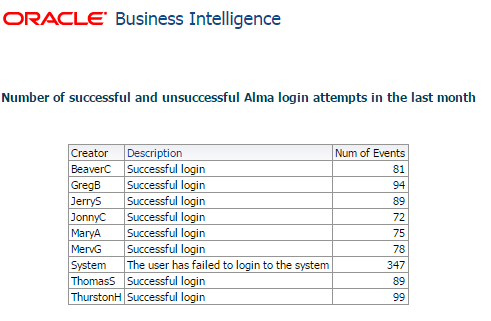 ORACLE Business Intelligence
Number of successful and unsuccessful Alma login attempts in the last month
Creator Description Num of Events
BeaverC Successful login 81
GregB Successful login 94
JerryS Successful login 89
JonnyC Successful login 72
MaryA Successful login 75
MervG Successful login 78
System The user has failed to login to the system 347
ThomasS Successful login 89
ThurstonH Successful login 99